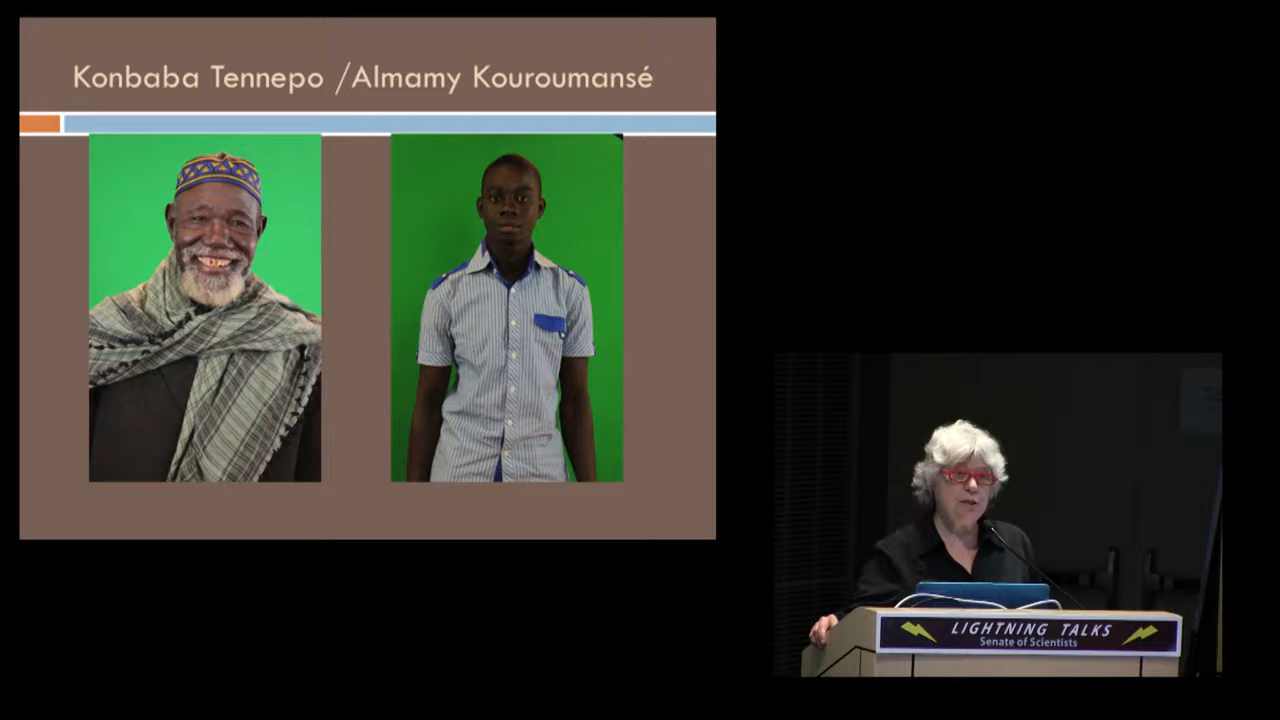 Konbaba Tennepo /Almamy Kouroumansé
LIGHTNING TALKS
Senate of Scientists